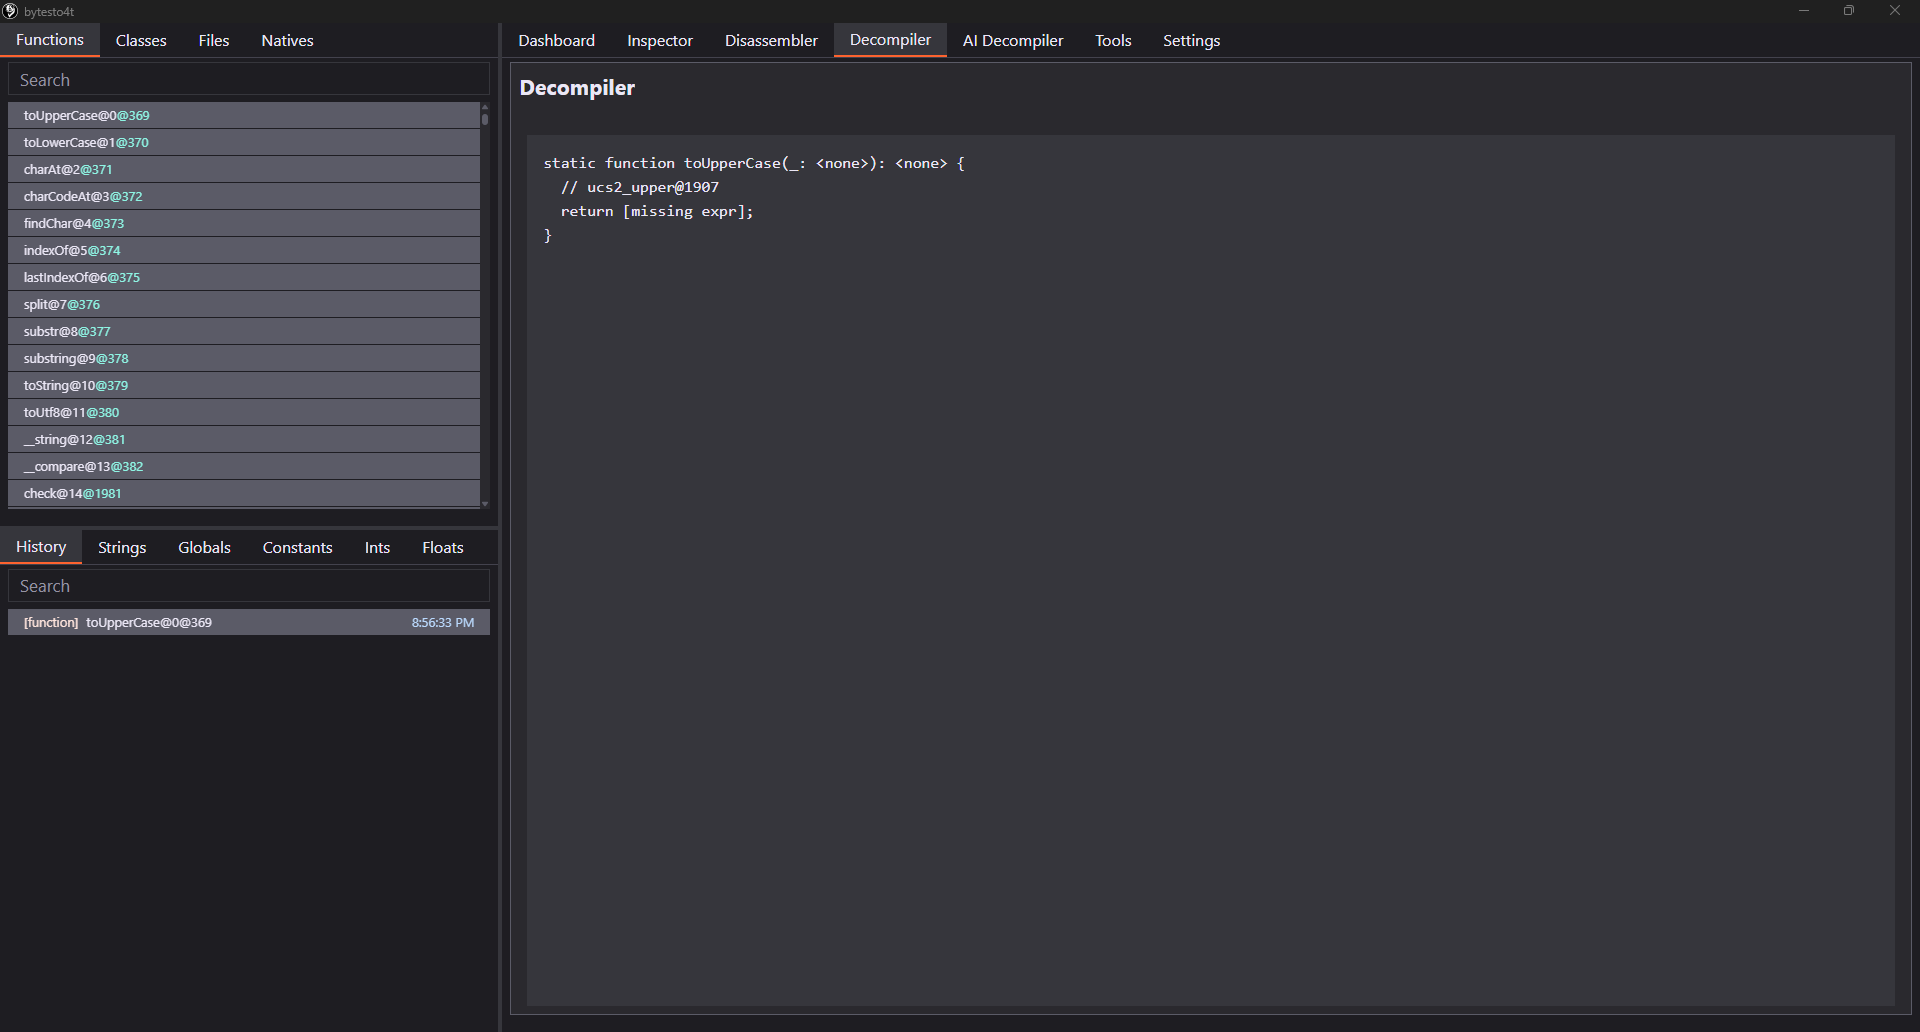 bytesto4t
Functions Classes Files Natives
Search
toUpperCase@0@369
toLowerCase@1@370
charAt@2@371
charCodeAt@3@372
findChar@4@373
indexOf@5@374
lastIndexOf@6@375
split@7@376
substr@8@377
substring@9@378
toString@10@379
toUtf8@11@380
__string@12@381
__compare@13@382
check@14@1981
History Strings Globals Constants Ints Floats
Search
[function] toUpperCase@0@369 8:56:33 PM
Dashboard Inspector Disassembler Decompiler AI Decompiler Tools Settings
Decompiler
static function toUpperCase(_: <none>): <none> {
  // ucs2_upper@1907
  return [missing expr];
}